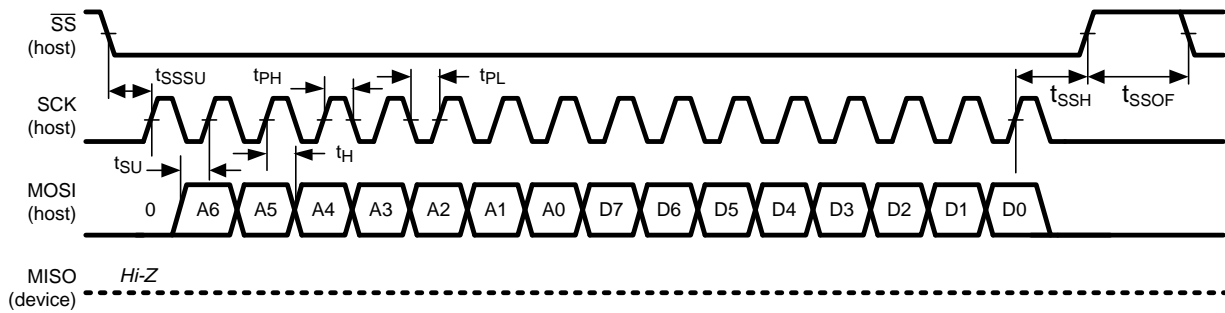 SS
(host)
tSSSU
tPH
tPL
tSSH
tSSOF
SCK
(host)
tSU
tH
MOSI
(host)
0 A6 A5 A4 A3 A2 A1 A0 D7 D6 D5 D4 D3 D2 D1 D0
MISO
(device)
Hi-Z